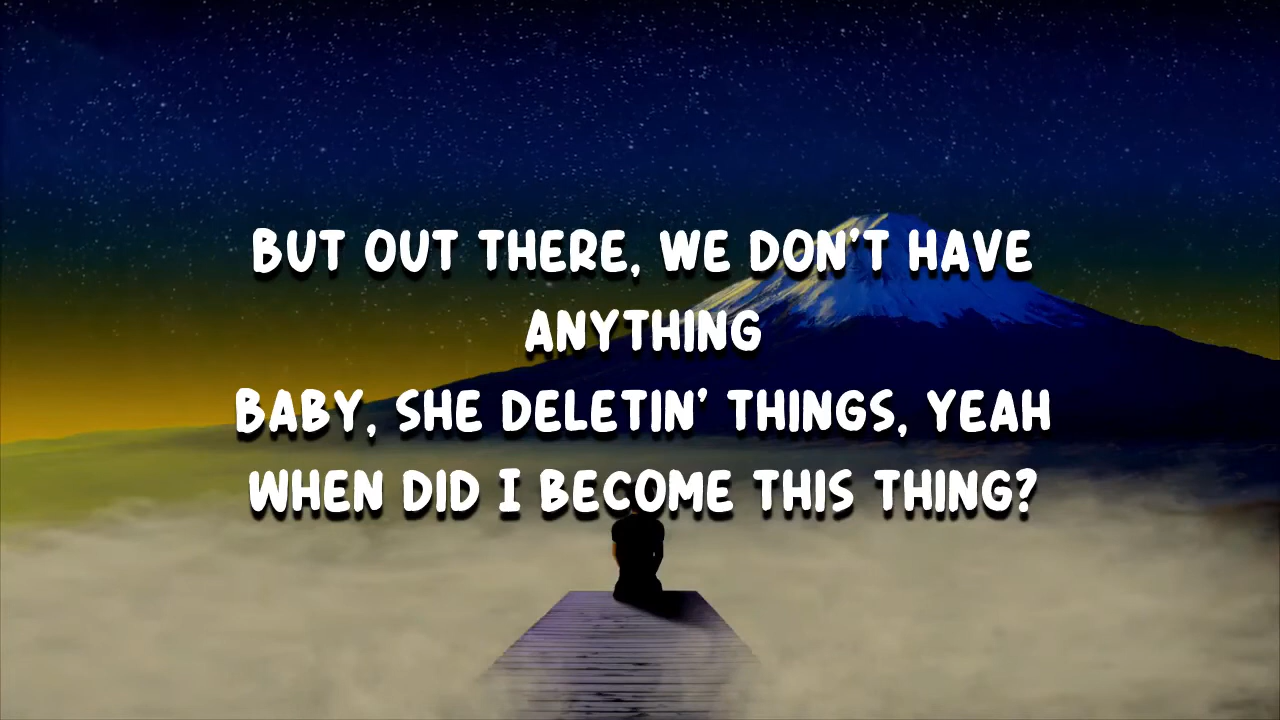 BUT OUT THERE, WE DON'T HAVE
ANYTHING
BABY, SHE DELETIN' THINGS, YEAH
WHEN DID I BECOME THIS THING?